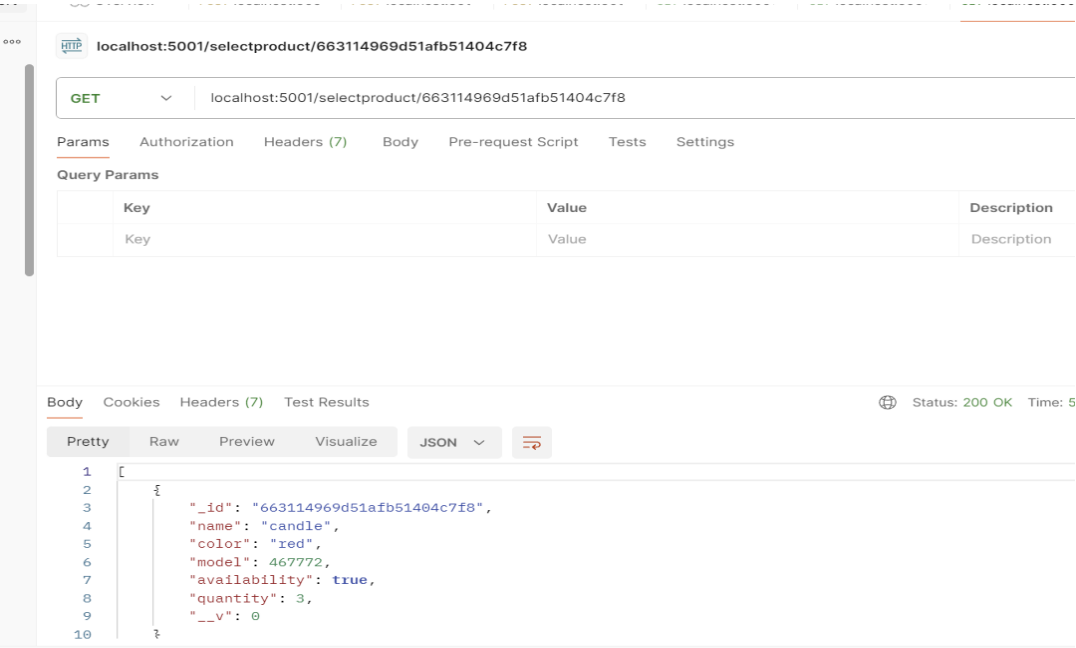 HTTP localhost:5001/selectproduct/663114969d51afb51404c7f8
GET localhost:5001/selectproduct/663114969d51afb51404c7f8
Params Authorization Headers (7) Body Pre-request Script Tests Settings
Query Params
Key Value Description
Key Value Description
Body Cookies Headers (7) Test Results Status: 200 OK Time: 5
Pretty Raw Preview Visualize JSON
1 [
2 {
3 "_id": "663114969d51afb51404c7f8",
4 "name": "candle",
5 "color": "red",
6 "model": 467772,
7 "availability": true,
8 "quantity": 3,
9 "__v": 0
10 }